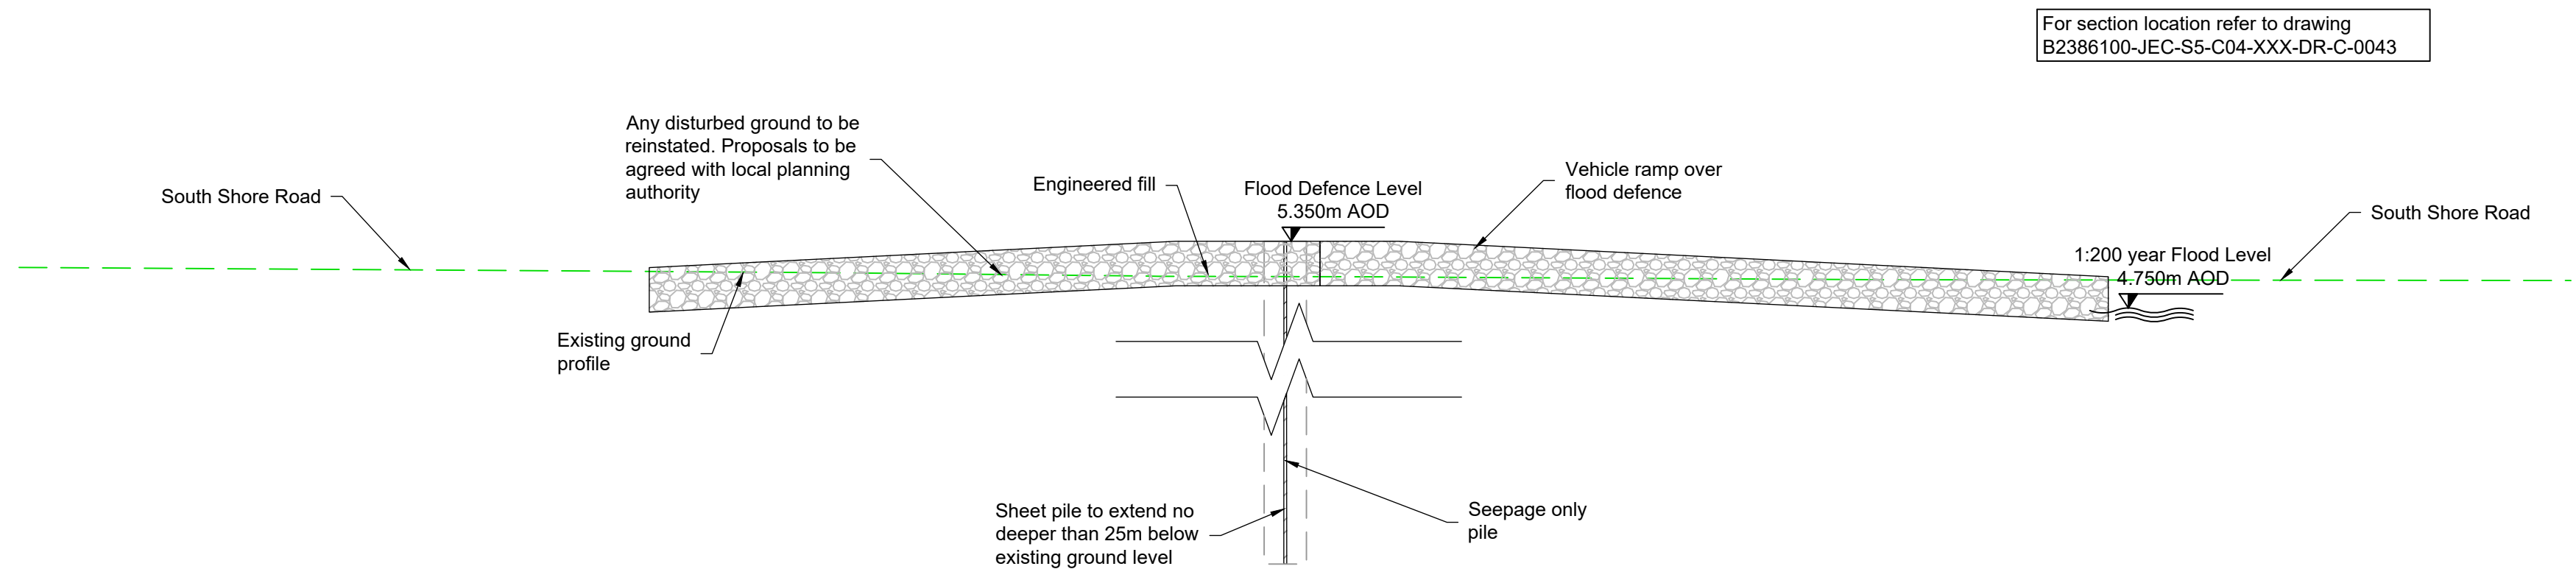 For section location refer to drawing
B2386100-JEC-S5-C04-XXX-DR-C-0043
Any disturbed ground to be
reinstated. Proposals to be
agreed with local planning
authority
South Shore Road
Engineered fill
Flood Defence Level
5.350m AOD
Vehicle ramp over
flood defence
South Shore Road
1:200 year Flood Level
4.750m AOD
Existing ground
profile
Sheet pile to extend no
deeper than 25m below
existing ground level
Seepage only
pile